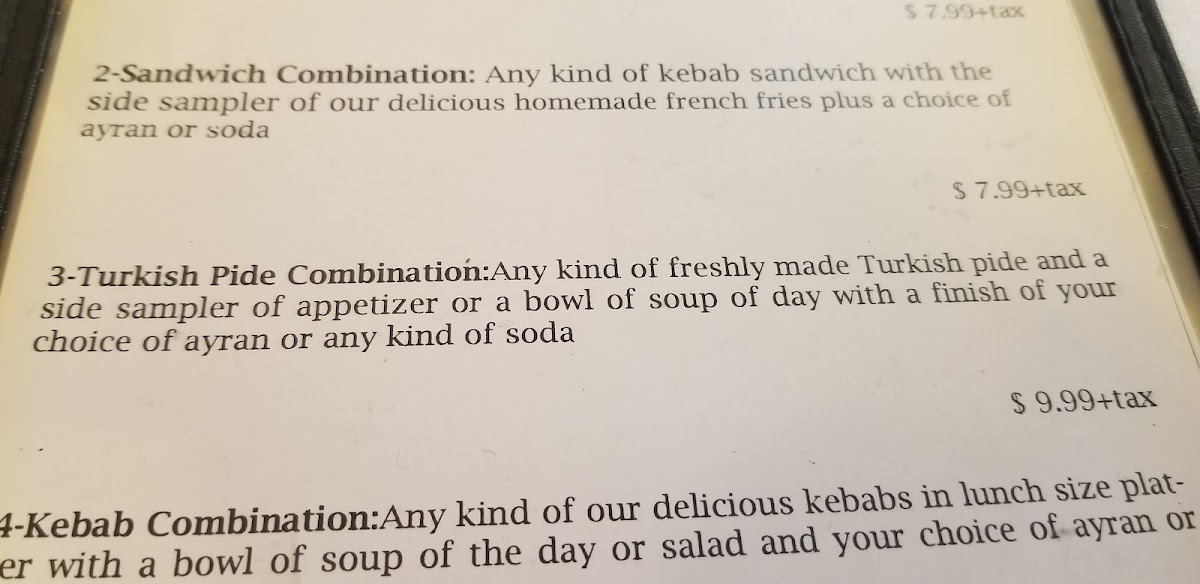 $ 7.99+tax
2-Sandwich Combination: Any kind of kebab sandwich with the
side sampler of our delicious homemade french fries plus a choice of
ayran or soda
$ 7.99+tax
3-Turkish Pide Combination:Any kind of freshly made Turkish pide and a
side sampler of appetizer or a bowl of soup of day with a finish of your
choice of ayran or any kind of soda
$ 9.99+tax
4-Kebab Combination:Any kind of our delicious kebabs in lunch size plat-
er with a bowl of soup of the day or salad and your choice of ayran or